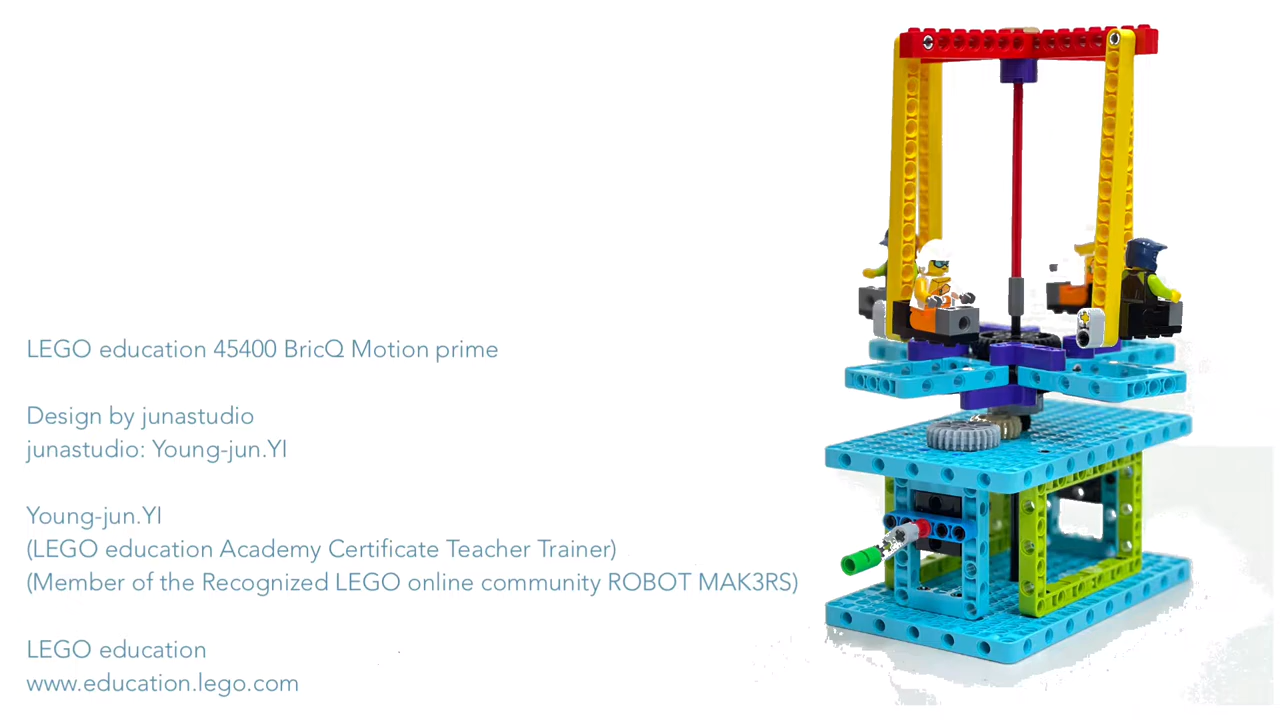 LEGO education 45400 BricQ Motion prime
Design by junastudio
junastudio: Young-jun.YI
Young-jun.YI
(LEGO education Academy Certificate Teacher Trainer)
(Member of the Recognized LEGO online community ROBOT MAK3RS)
LEGO education
www.education.lego.com